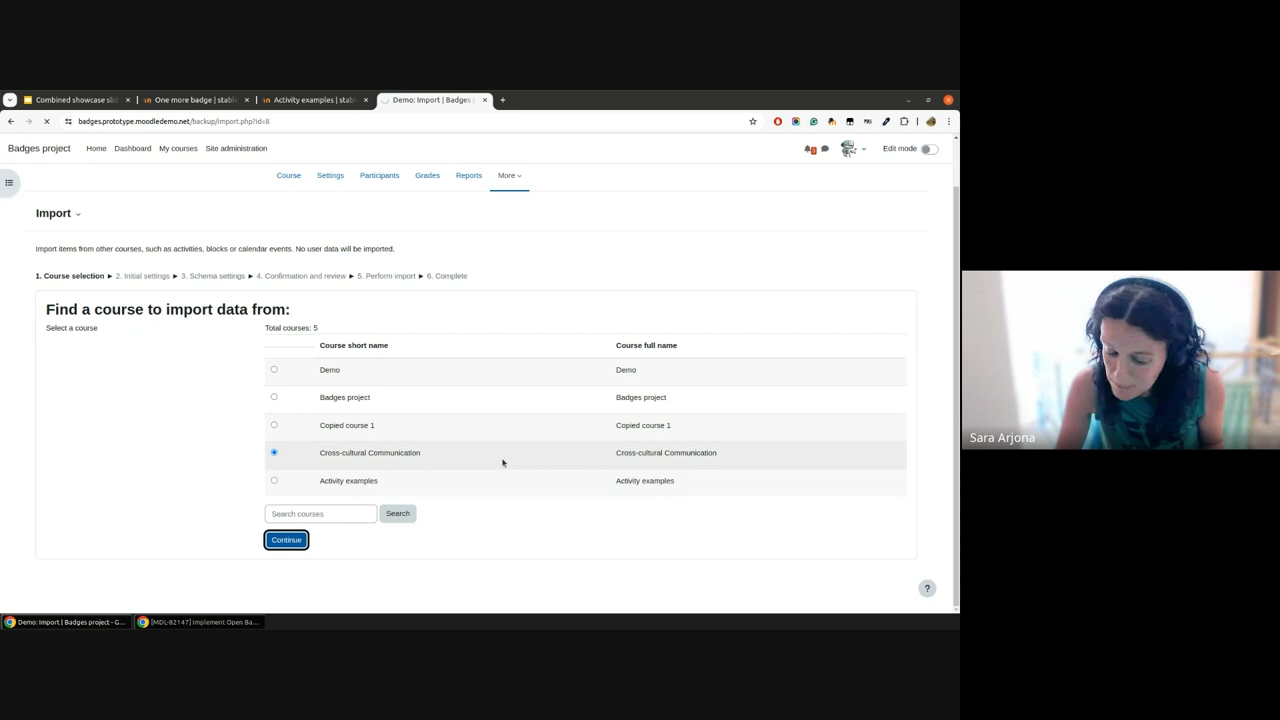 Combined showcase slid
One more badge | stable
Activity examples | stab
Demo: Import | Badges p
badges.prototype.moodledemo.net/backup/import.php?id=8
Badges project
Home
Dashboard
My courses
Site administration
Edit mode
Course
Settings
Participants
Grades
Reports
More
Import
Import items from other courses, such as activities, blocks or calendar events. No user data will be imported.
1. Course selection ► 2. Initial settings ► 3. Schema settings ► 4. Confirmation and review ► 5. Perform import ► 6. Complete
Find a course to import data from:
Select a course
Total courses: 5
Course short name Course full name
Demo Demo
Badges project Badges project
Copied course 1 Copied course 1
Cross-cultural Communication Cross-cultural Communication
Activity examples Activity examples
Search courses
Search
Continue
?
Demo: Import | Badges project - G...
[MDL-82147] Implement Open Ba...
Sara Arjona